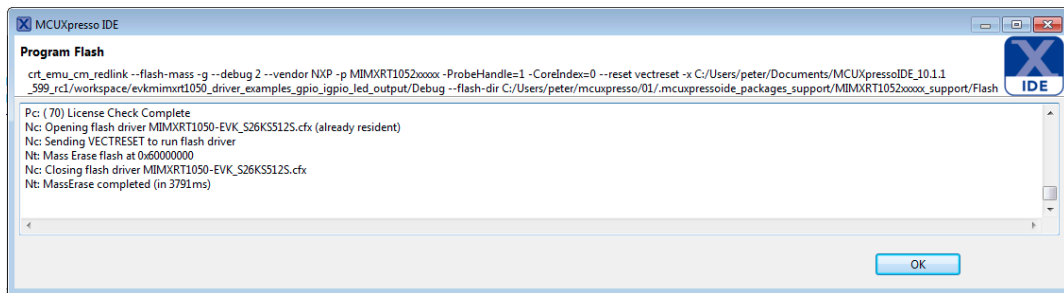 MCUXpresso IDE
Program Flash
crt_emu_cm_redlink --flash-mass -g --debug 2 --vendor NXP -p MIMXRT1052xxxxx -ProbeHandle=1 -CoreIndex=0 --reset vectreset -x C:/Users/peter/Documents/MCUXpressoIDE_10.1.1
_599_rc1/workspace/evkmimxrt1050_driver_examples_gpio_igpio_led_output/Debug --flash-dir C:/Users/peter/mcuxpresso/01/.mcuxpressoide_packages_support/MIMXRT1052xxxxx_support/Flash
IDE
Pc: ( 70) License Check Complete
Nc: Opening flash driver MIMXRT1050-EVK_S26KS512S.cfx (already resident)
Nc: Sending VECTRESET to run flash driver
Nt: Mass Erase flash at 0x60000000
Nc: Closing flash driver MIMXRT1050-EVK_S26KS512S.cfx
Nt: MassErase completed (in 3791ms)
OK